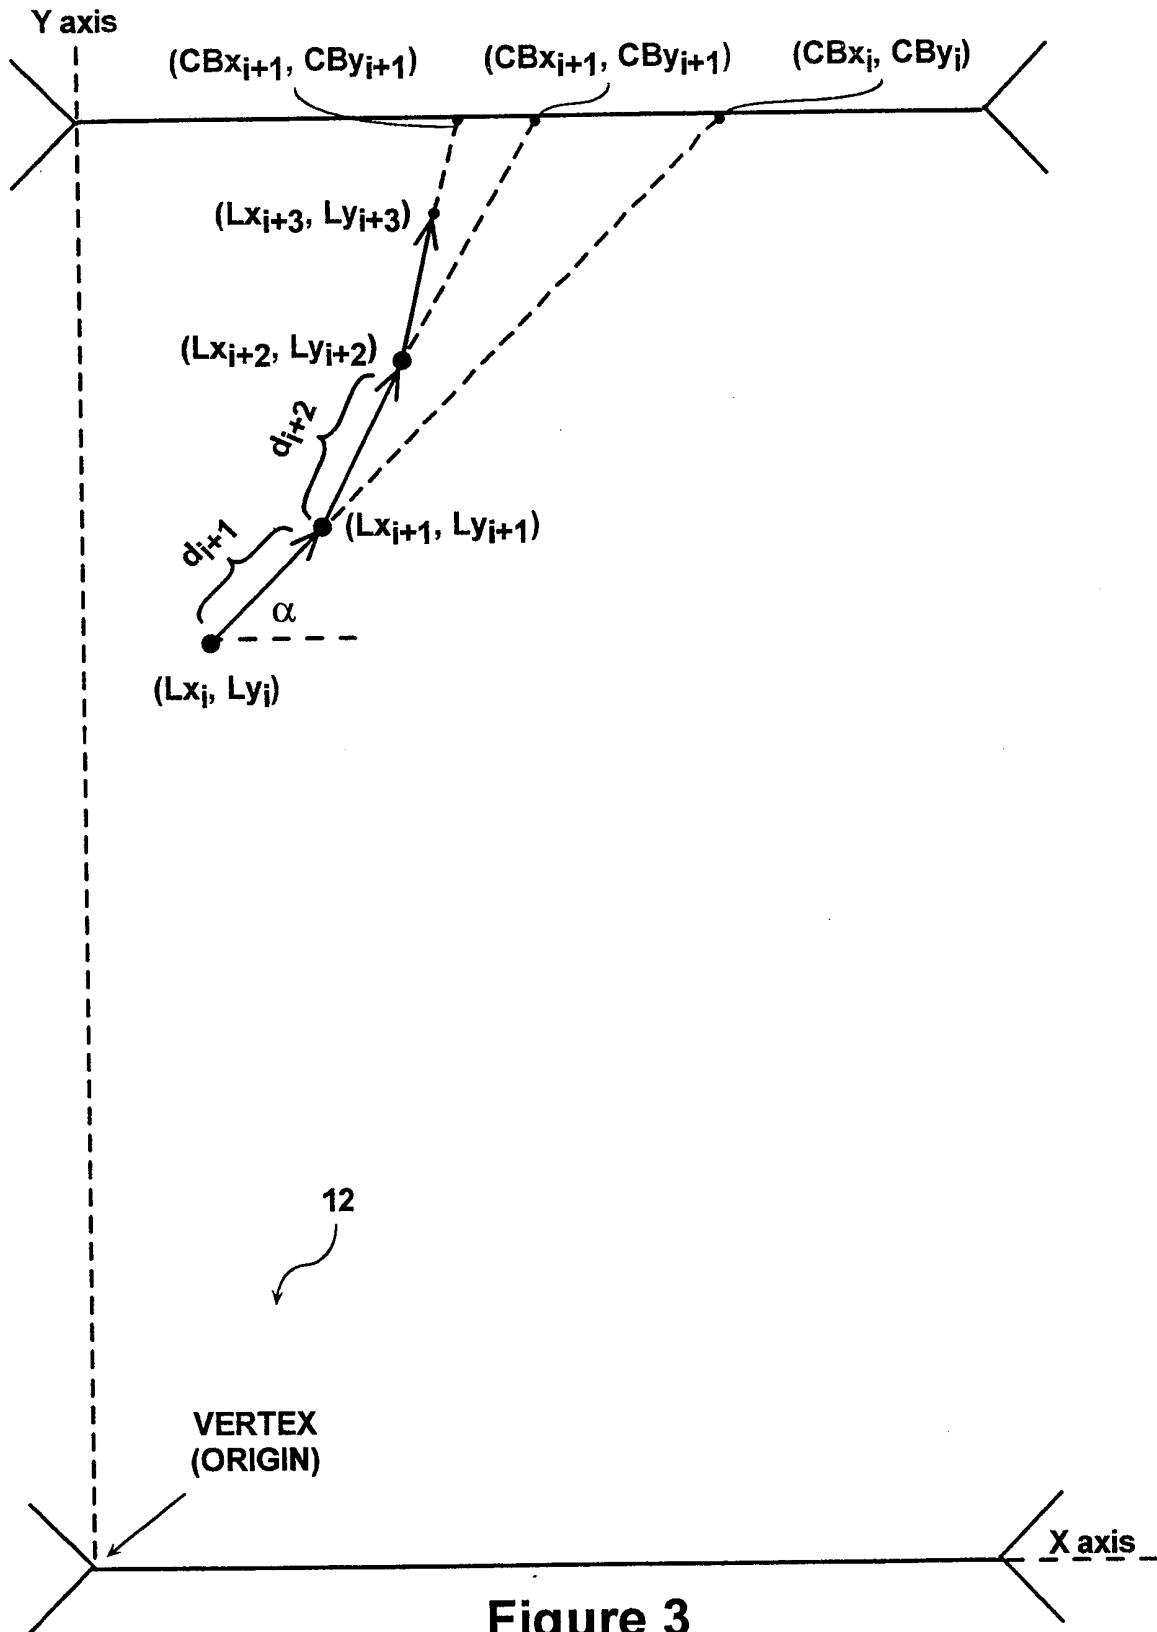 Y axis
(CBxi+1, CByi+1) (CBxi+1, CByi+1) (CBxi, CByi)
(Lxi+3, Lyi+3)
(Lxi+2, Lyi+2)
di+2
(Lxi+1, Lyi+1)
di+1
α
(Lxi, Lyi)
12
VERTEX
(ORIGIN)
X axis
Figure 3